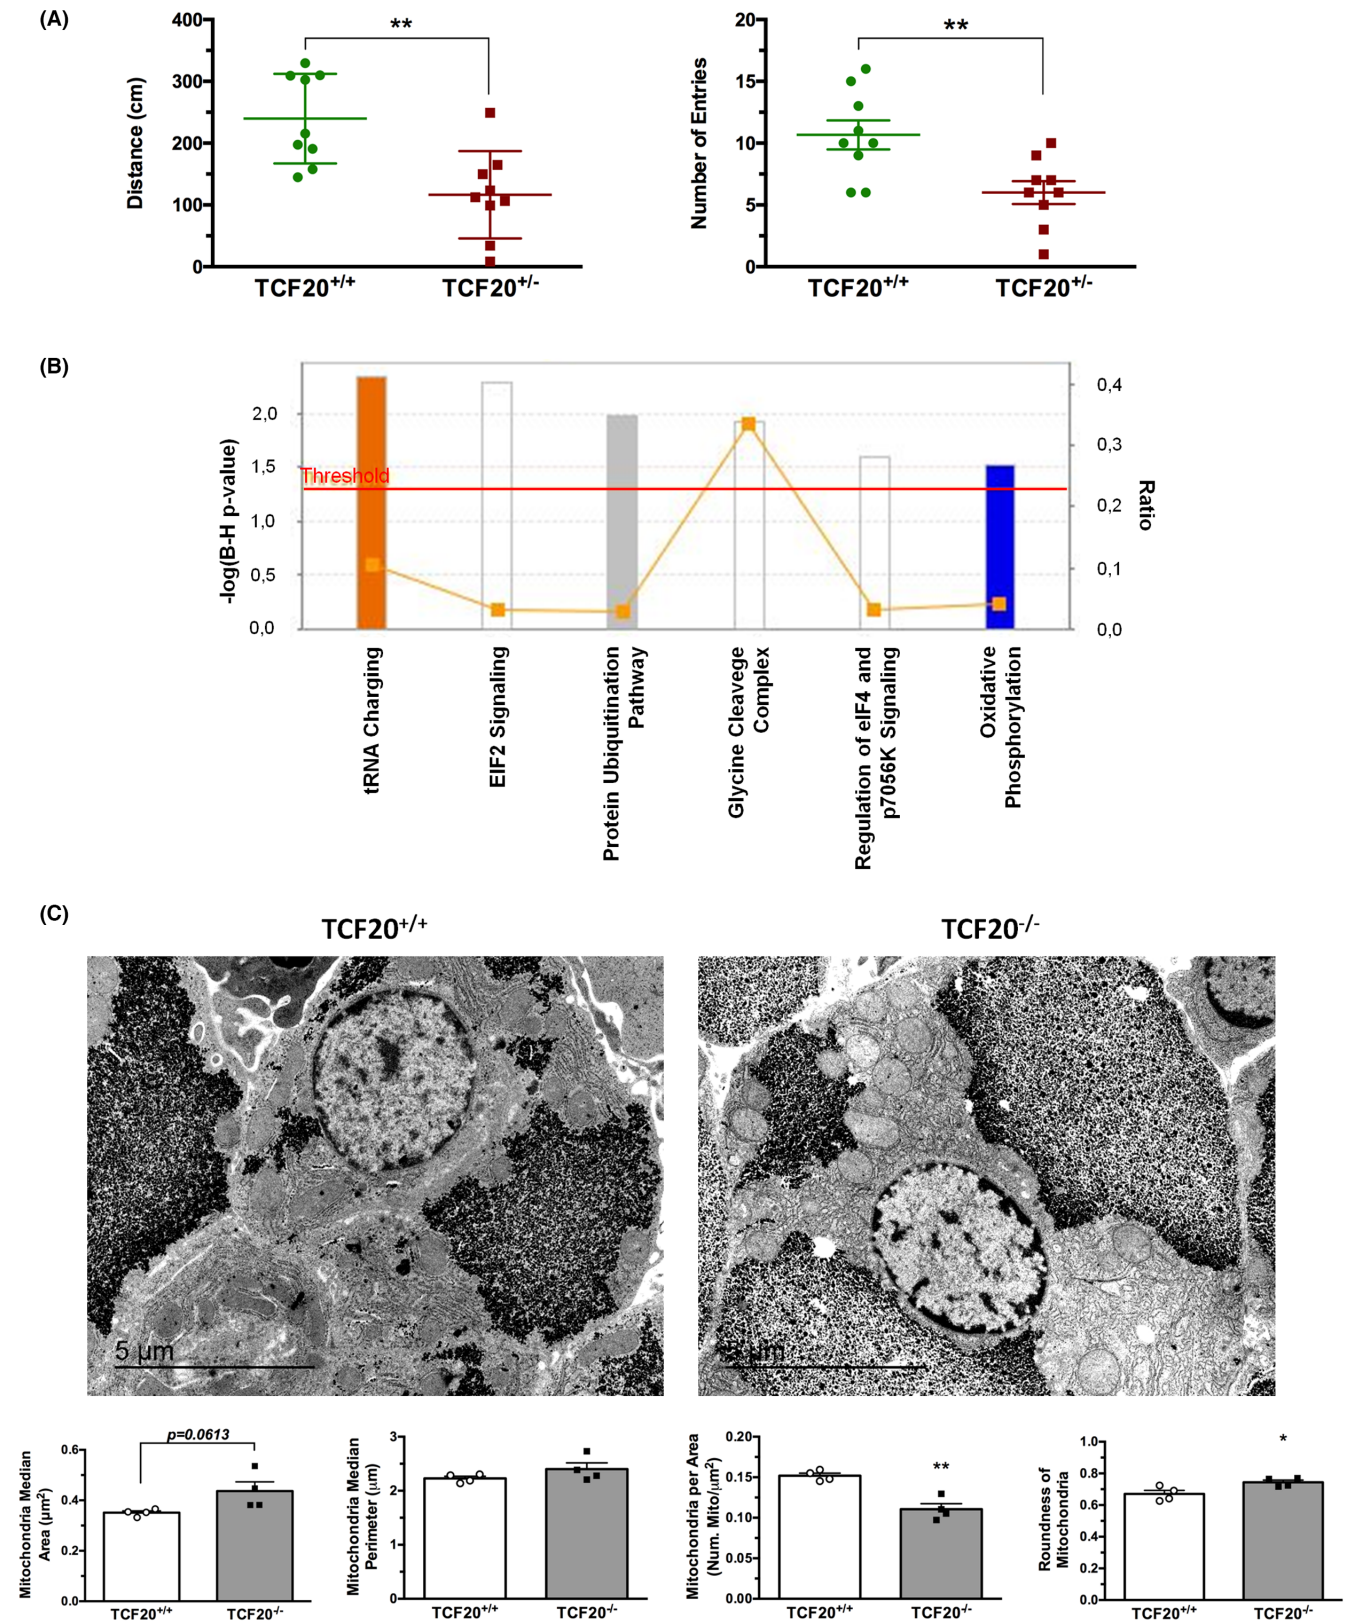 (A)
400
300
200
100
0
Distance (cm)
**
TCF20+/+
TCF20+/-
20
15
10
5
0
Number of Entries
**
TCF20+/+
TCF20+/-
(B)
2,0
1,5
1,0
0,5
0,0
-log(B-H p-value)
Threshold
0,4
0,3
0,2
0,1
0,0
Ratio
tRNA Charging
EIF2 Signaling
Protein Ubiquitination
Pathway
Glycine Cleavege
Complex
Regulation of eIF4 and
p7056K Signaling
Oxidative
Phosphorylation
(C)
TCF20+/+
TCF20-/-
5 µm
µm
Mitochondria Median
Area (µm²)
0.6
0.4
0.2
0.0
p=0.0613
TCF20+/+
TCF20-/-
Mitochondria Median
Perimeter (µm)
3
2
1
0
TCF20+/+
TCF20-/-
Mitochondria per Area
(Num. Mito/µm²)
0.20
0.15
0.10
0.05
0.00
**
TCF20+/+
TCF20-/-
Roundness of
Mitochondria
1.0
0.8
0.6
0.4
0.2
0.0
*
TCF20+/+
TCF20-/-